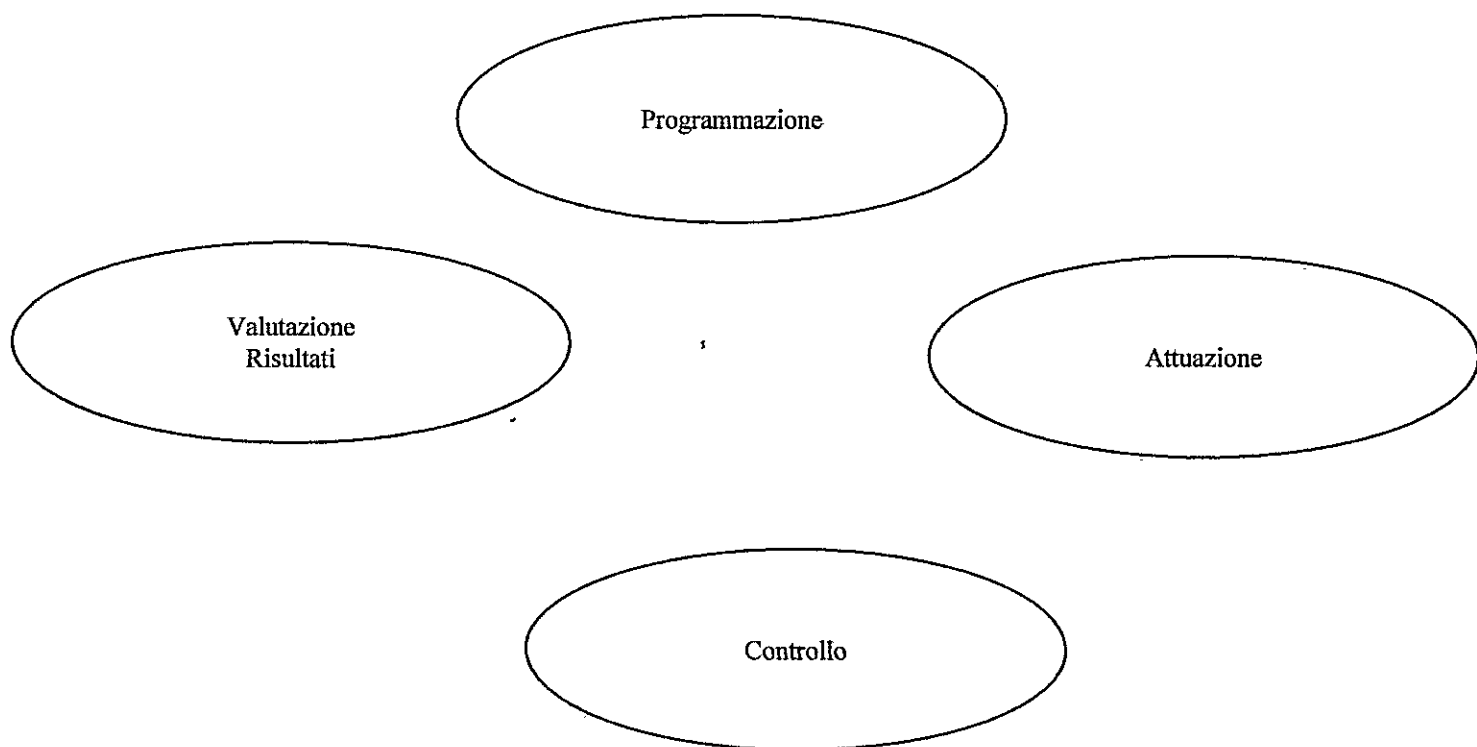 Programmazione
Valutazione
Risultati
Attuazione
Controllo